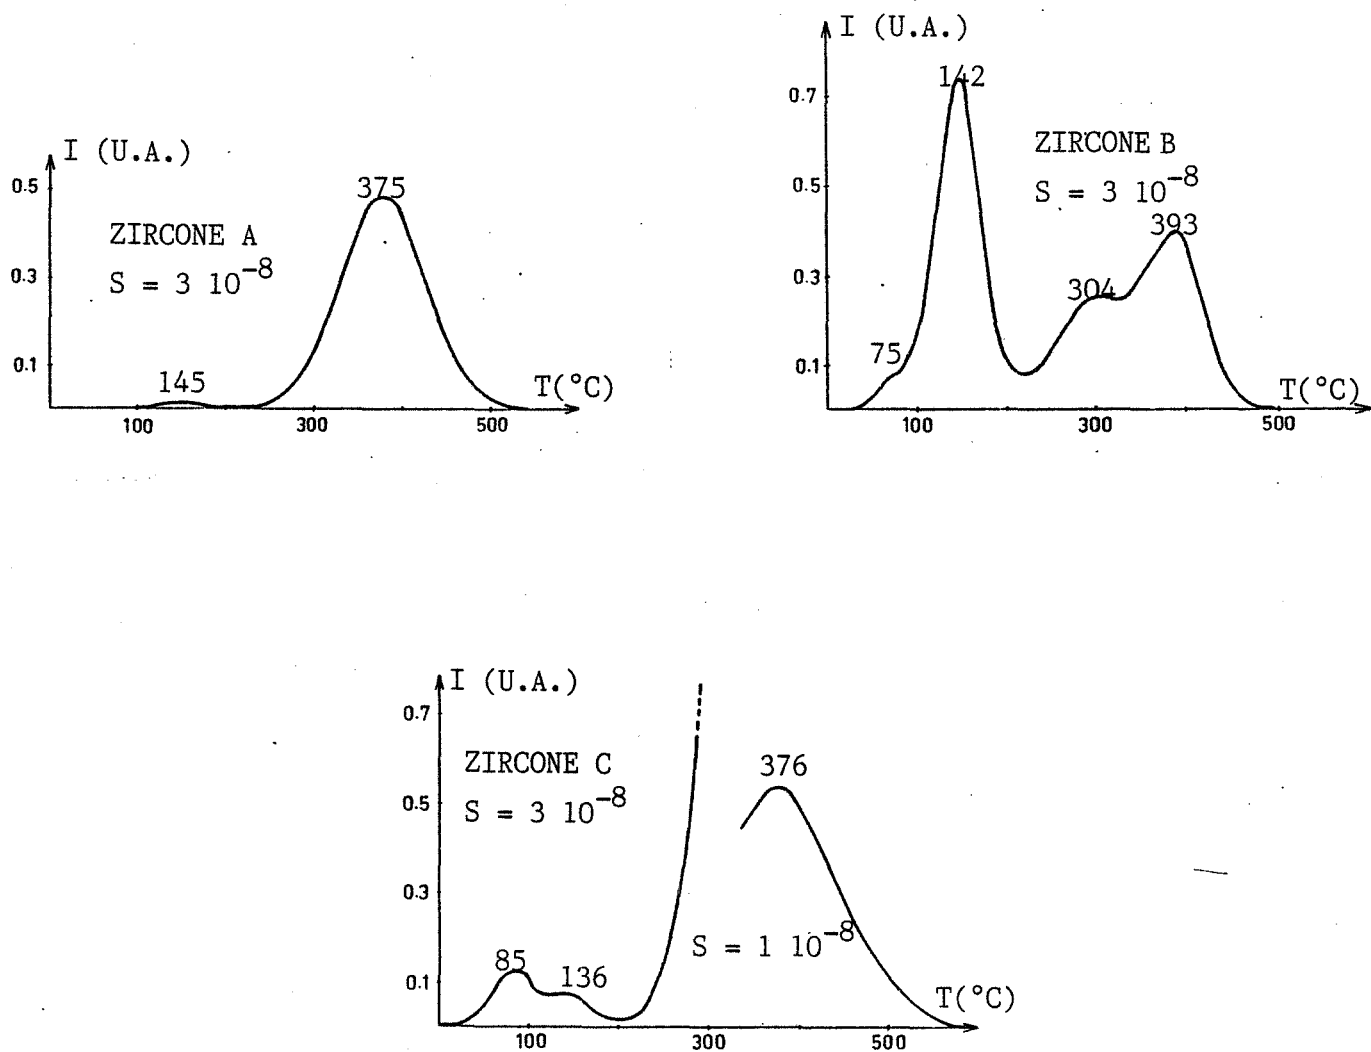 I (U.A.)
0.5
0.3
0.1
ZIRCONE A
S = 3 10⁻⁸
145
375
T(°C)
100
300
500
I (U.A.)
0.7
0.5
0.3
0.1
ZIRCONE B
S = 3 10⁻⁸
75
142
304
393
T(°C)
100
300
500
I (U.A.)
0.7
0.5
0.3
0.1
ZIRCONE C
S = 3 10⁻⁸
85
136
376
S = 1 10⁻⁸
T(°C)
100
300
500